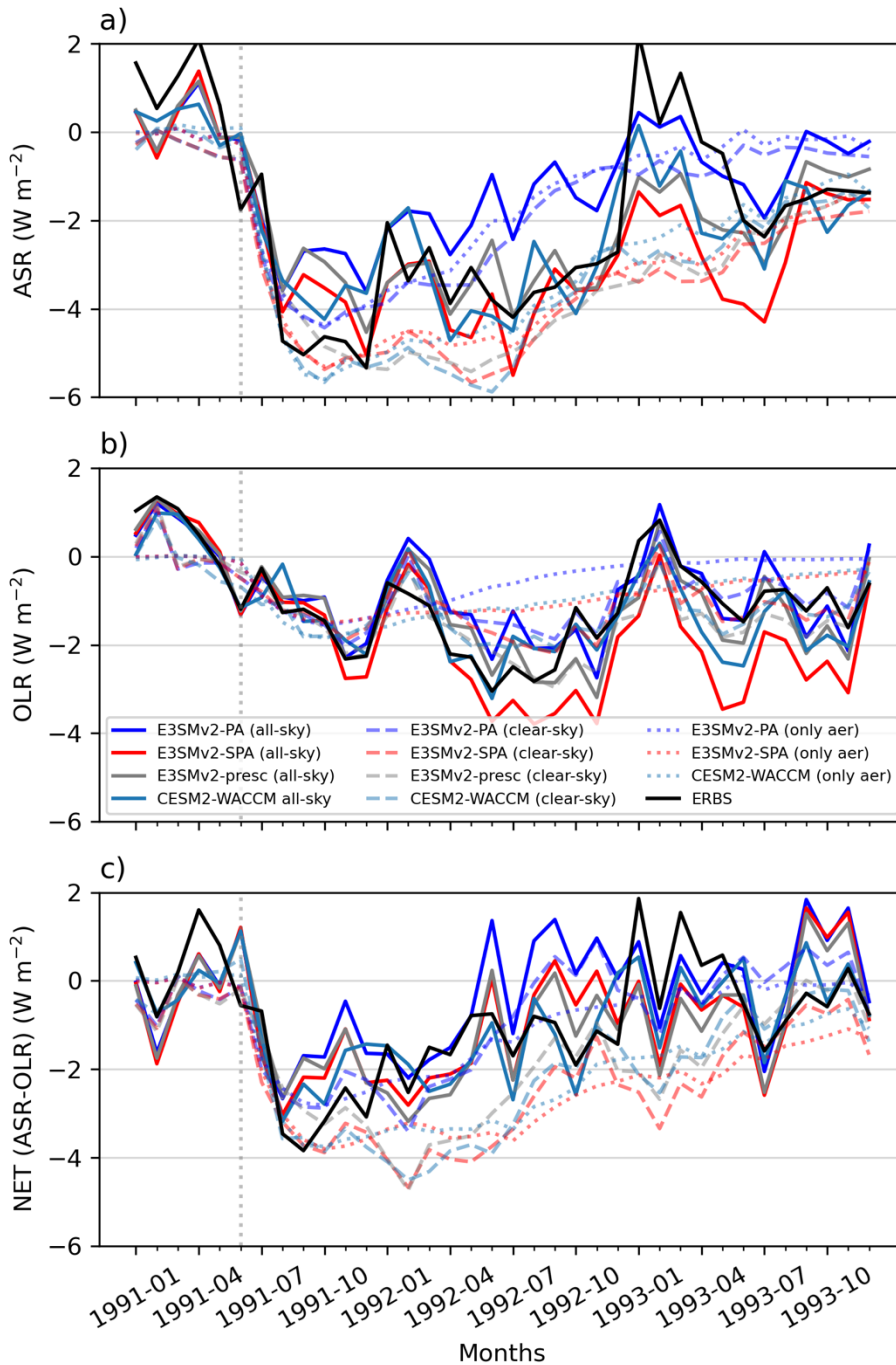 a)
2
0
−2
−4
−6
ASR (W m⁻²)
b)
2
0
−2
−4
−6
OLR (W m⁻²)
E3SMv2-PA (all-sky)
E3SMv2-SPA (all-sky)
E3SMv2-presc (all-sky)
CESM2-WACCM all-sky
E3SMv2-PA (clear-sky)
E3SMv2-SPA (clear-sky)
E3SMv2-presc (clear-sky)
CESM2-WACCM (clear-sky)
E3SMv2-PA (only aer)
E3SMv2-SPA (only aer)
CESM2-WACCM (only aer)
ERBS
c)
2
0
−2
−4
−6
NET (ASR-OLR) (W m⁻²)
1991-01
1991-04
1991-07
1991-10
1992-01
1992-04
1992-07
1992-10
1993-01
1993-04
1993-07
1993-10
Months